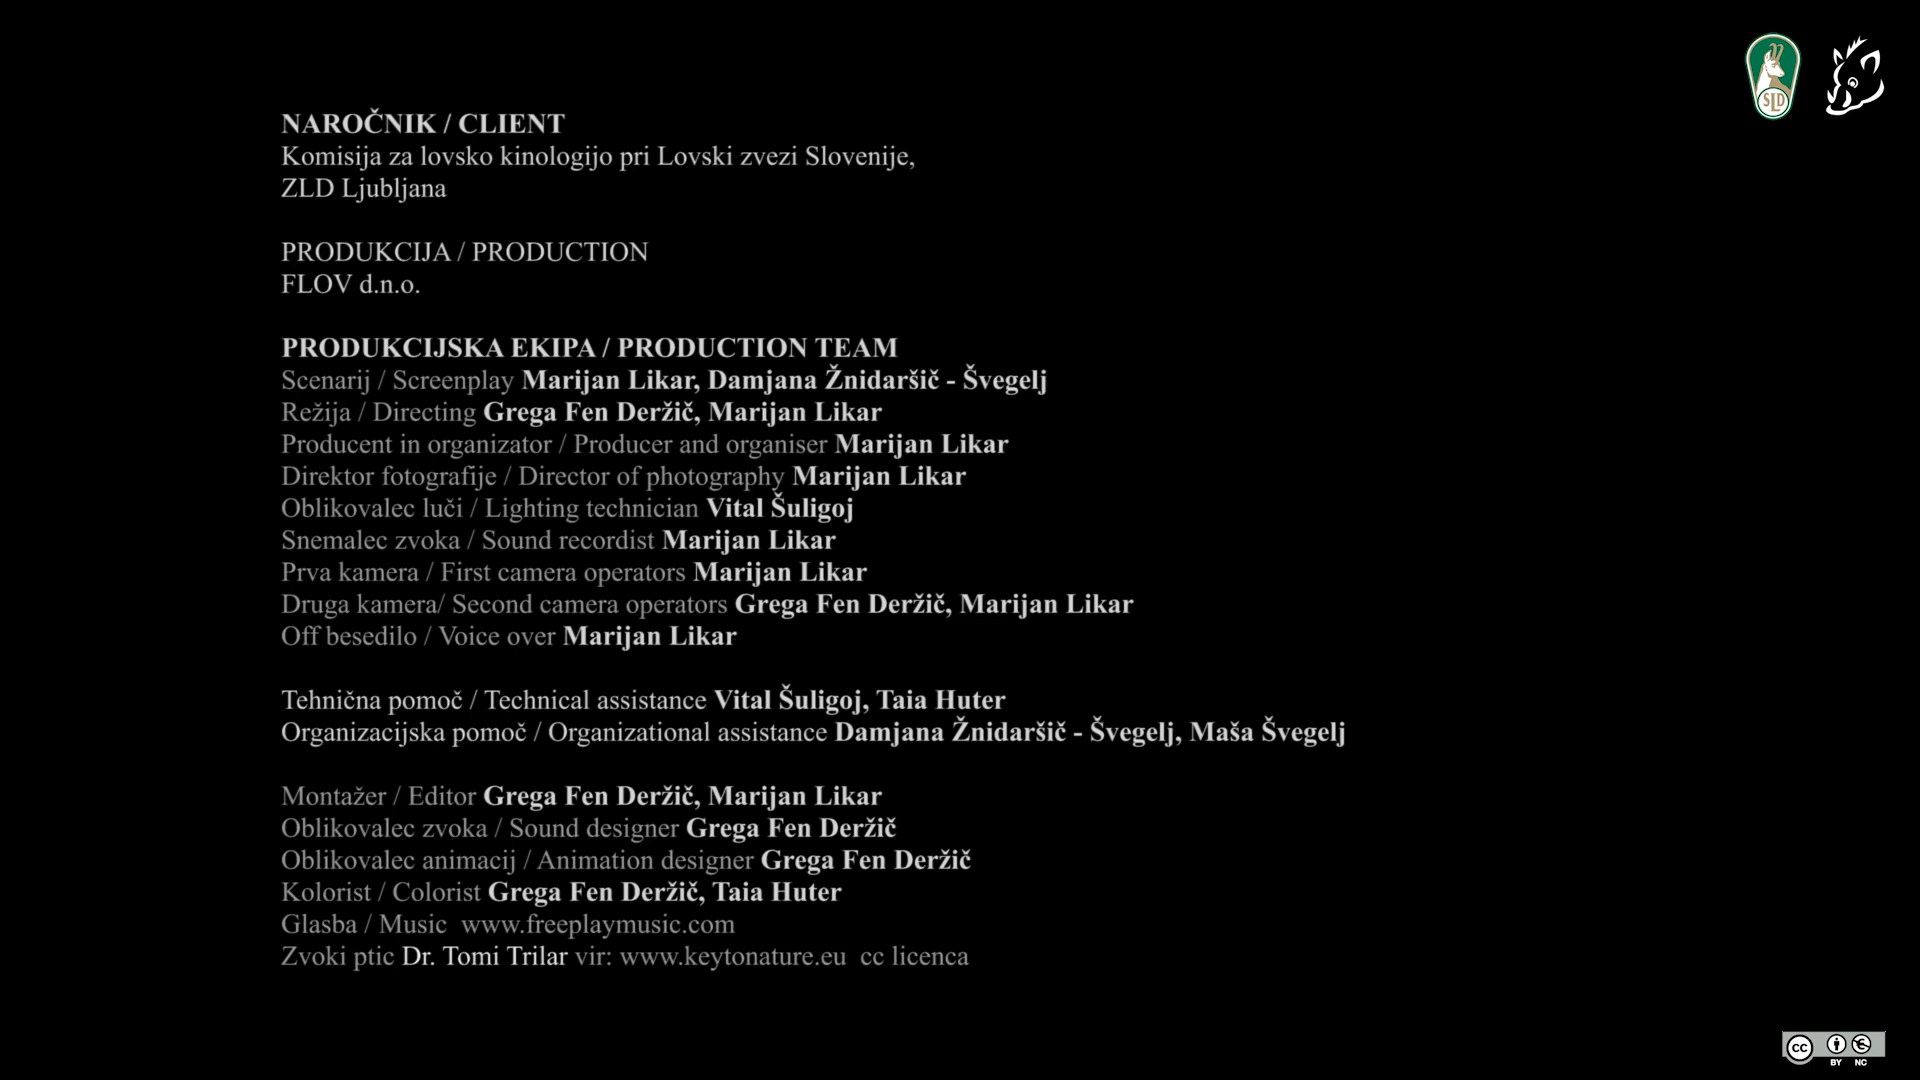 NAROČNIK / CLIENT
Komisija za lovsko kinologijo pri Lovski zvezi Slovenije,
ZLD Ljubljana
PRODUKCIJA / PRODUCTION
FLOV d.n.o.
PRODUKCIJSKA EKIPA / PRODUCTION TEAM
Scenarij / Screenplay Marijan Likar, Damjana Žnidaršič - Švegelj
Režija / Directing Grega Fen Deržič, Marijan Likar
Producent in organizator / Producer and organiser Marijan Likar
Direktor fotografije / Director of photography Marijan Likar
Oblikovalec luči / Lighting technician Vital Šuligoj
Snemalec zvoka / Sound recordist Marijan Likar
Prva kamera / First camera operators Marijan Likar
Druga kamera/ Second camera operators Grega Fen Deržič, Marijan Likar
Off besedilo / Voice over Marijan Likar
Tehnična pomoč / Technical assistance Vital Šuligoj, Taia Huter
Organizacijska pomoč / Organizational assistance Damjana Žnidaršič - Švegelj, Maša Švegelj
Montažer / Editor Grega Fen Deržič, Marijan Likar
Oblikovalec zvoka / Sound designer Grega Fen Deržič
Oblikovalec animacij / Animation designer Grega Fen Deržič
Kolorist / Colorist Grega Fen Deržič, Taia Huter
Glasba / Music  www.freeplaymusic.com
Zvoki ptic Dr. Tomi Trilar vir: www.keytonature.eu  cc licenca
SLD
CC BY NC